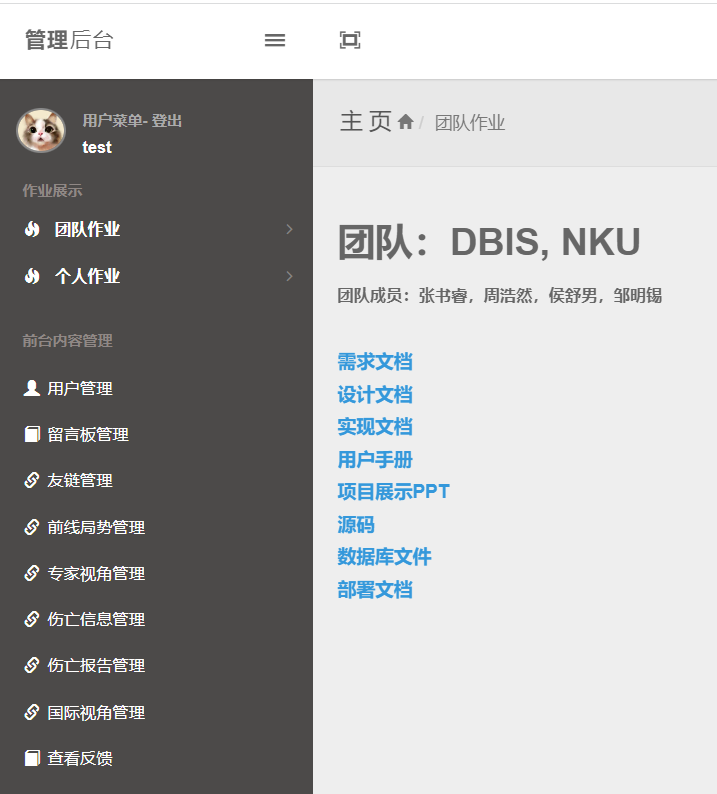 管理后台
用户菜单- 登出
test
作业展示
团队作业
个人作业
前台内容管理
用户管理
留言板管理
友链管理
前线局势管理
专家视角管理
伤亡信息管理
伤亡报告管理
国际视角管理
查看反馈
主 页 / 团队作业
团队：DBIS, NKU
团队成员：张书睿，周浩然，侯舒男，邹明锡
需求文档
设计文档
实现文档
用户手册
项目展示PPT
源码
数据库文件
部署文档